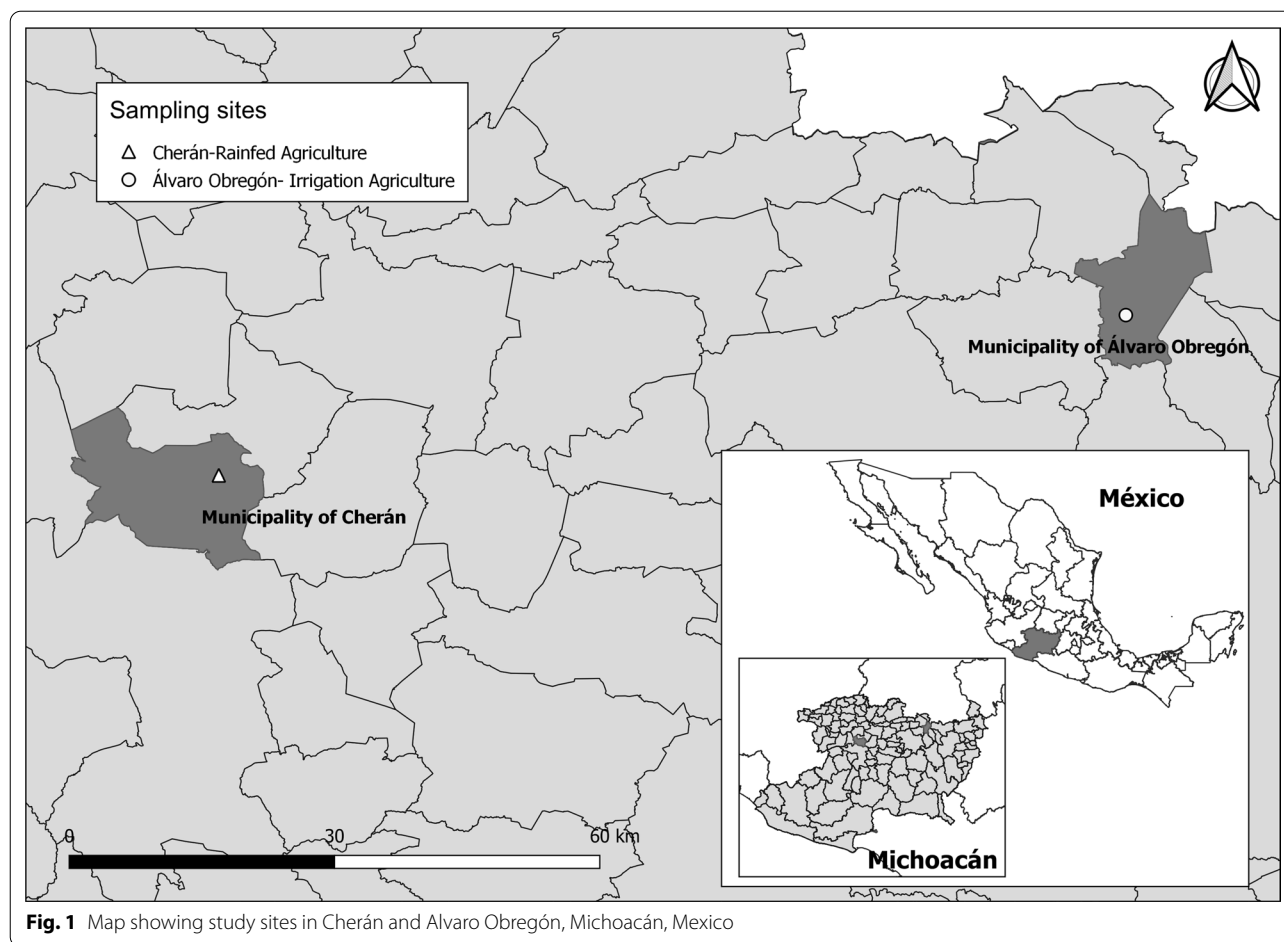 Sampling sites
Cherán-Rainfed Agriculture
Álvaro Obregón- Irrigation Agriculture
Municipality of Álvaro Obregón
Municipality of Cherán
México
Michoacán
0 30 60 km
Fig. 1 Map showing study sites in Cherán and Alvaro Obregón, Michoacán, Mexico